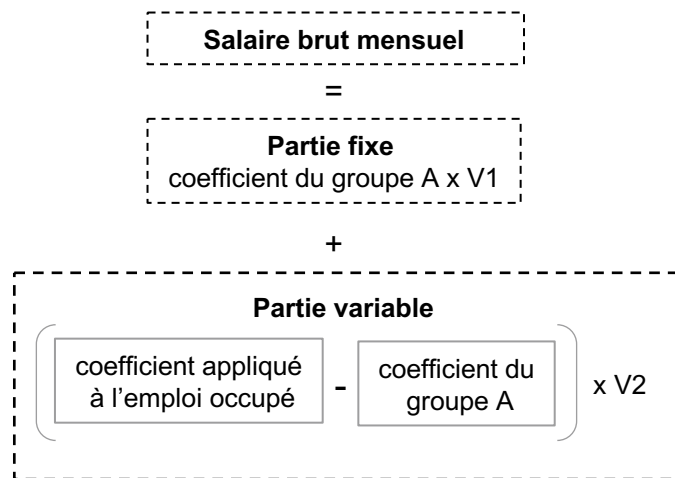 Salaire brut mensuel
=
Partie fixe
coefficient du groupe A x V1
+
Partie variable
coefficient appliqué
à l’emploi occupé
-
coefficient du
groupe A
x V2